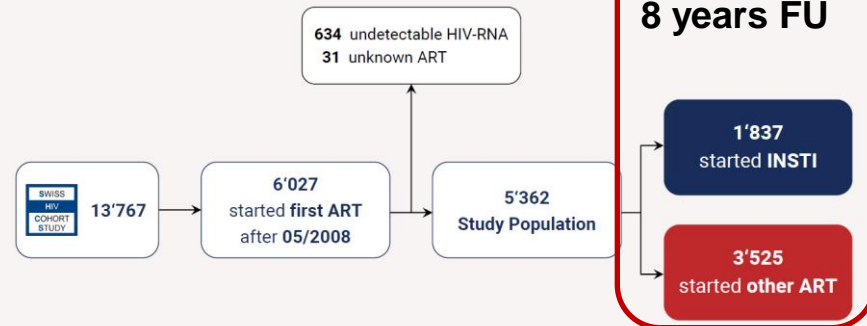 8 years FU
634 undetectable HIV-RNA
31 unknown ART
SWISS
HIV
COHORT
STUDY
13‘767
6‘027
started first ART
after 05/2008
5‘362
Study Population
1‘837
started INSTI
3‘525
started other ART